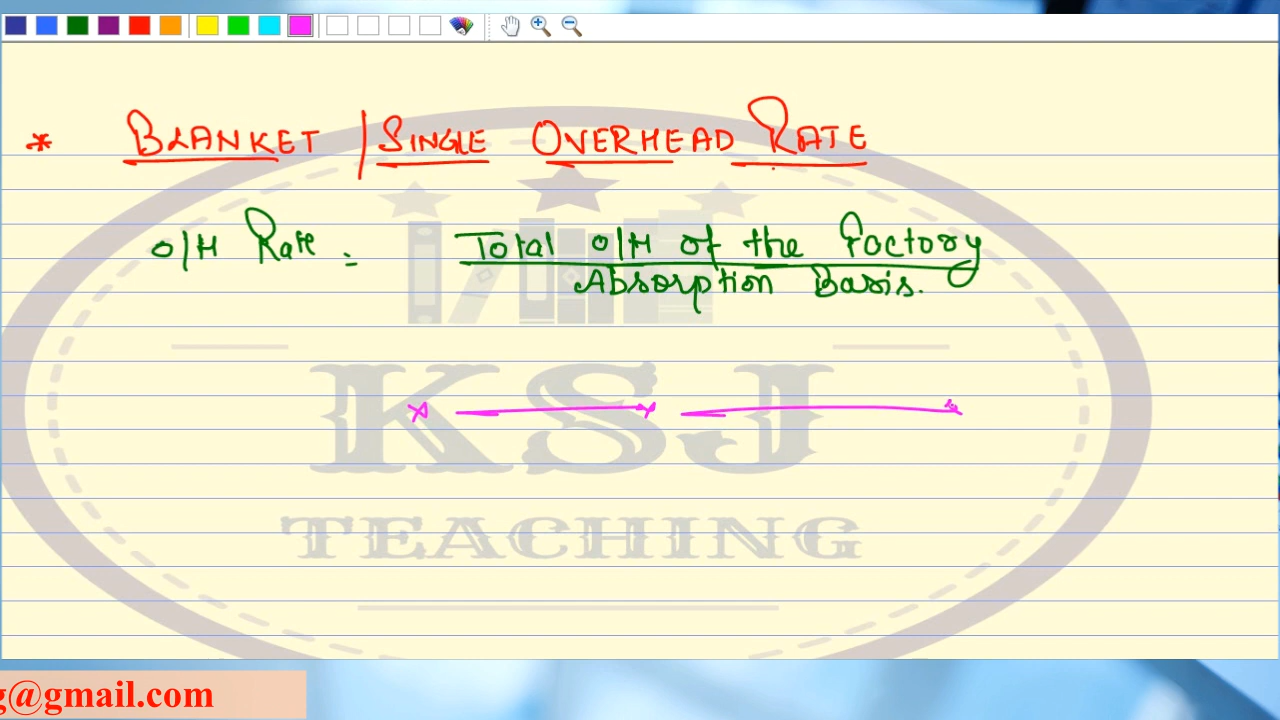 * BLANKET / SINGLE OVERHEAD RATE
O/H Rate = Total O/H of the Factory
Absorption Basis.
KSJ
TEACHING
g@gmail.com